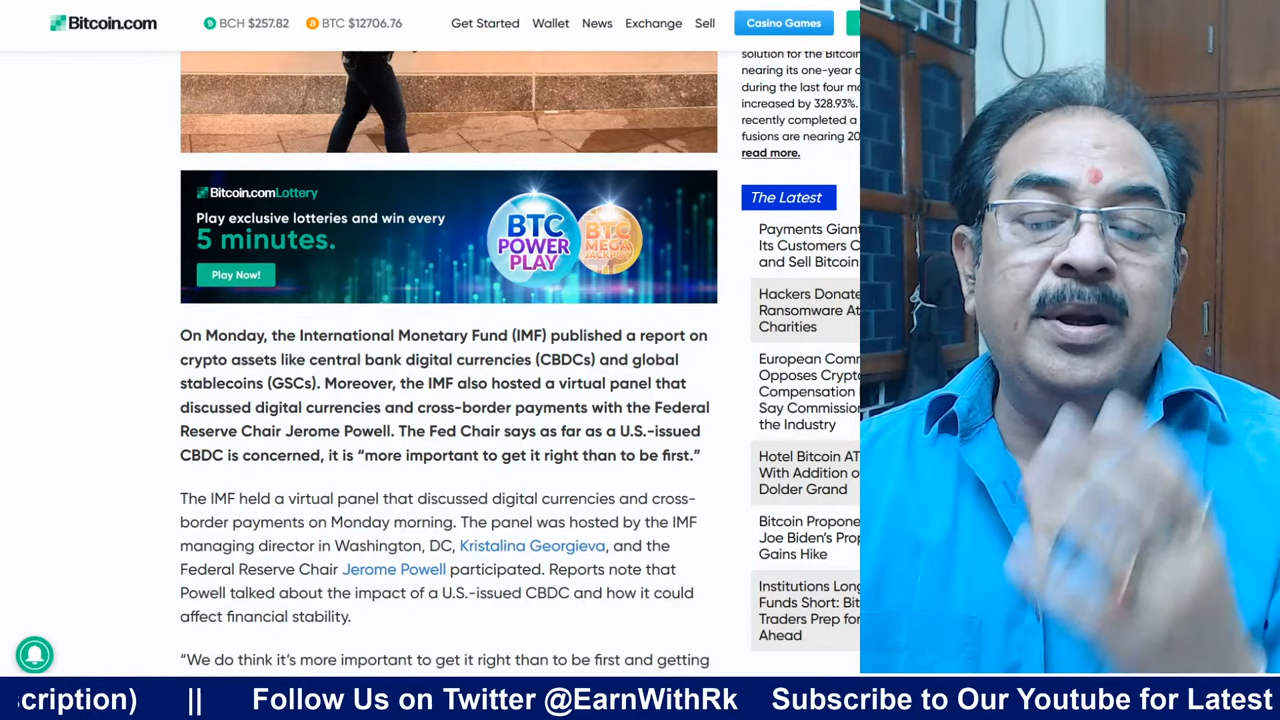 Bitcoin.com
BCH $257.82
BTC $12706.76
Get Started
Wallet
News
Exchange
Sell
Casino Games
solution for the Bitcoin
nearing its one-year
during the last four
increased by 328.93%.
recently completed a
fusions are nearing 20
read more.
Bitcoin.com Lottery
Play exclusive lotteries and win every
5 minutes.
Play Now!
BTC
POWER
PLAY
BTC
MEGA
JACKPOT
On Monday, the International Monetary Fund (IMF) published a report on
crypto assets like central bank digital currencies (CBDCs) and global
stablecoins (GSCs). Moreover, the IMF also hosted a virtual panel that
discussed digital currencies and cross-border payments with the Federal
Reserve Chair Jerome Powell. The Fed Chair says as far as a U.S.-issued
CBDC is concerned, it is “more important to get it right than to be first.”
The IMF held a virtual panel that discussed digital currencies and cross-
border payments on Monday morning. The panel was hosted by the IMF
managing director in Washington, DC, Kristalina Georgieva, and the
Federal Reserve Chair Jerome Powell participated. Reports note that
Powell talked about the impact of a U.S.-issued CBDC and how it could
affect financial stability.
“We do think it’s more important to get it right than to be first and getting
The Latest
Payments Giant
Its Customers
and Sell Bitcoin
Hackers Donate
Ransomware
Charities
European
Opposes
Compensation
Say
the Industry
Hotel Bitcoin
With Addition
Dolder Grand
Bitcoin
Joe Biden’s
Gains Hike
Institutions
Funds Short:
Traders Prep for
Ahead
scription) || Follow Us on Twitter @EarnWithRk Subscribe to Our Youtube for Latest